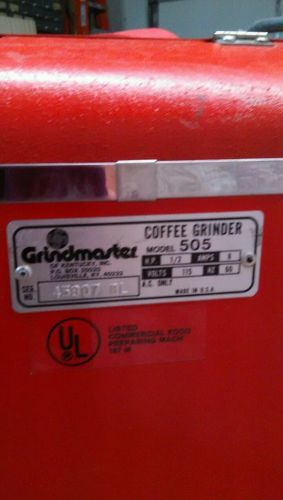 Grindmaster
OF KENTUCKY, INC.
P.O. BOX 35020
LOUISVILLE, KY. 40232
COFFEE GRINDER
MODEL 505
H.P. 1/2 AMPS 8
VOLTS 115 HZ 60
A.C. ONLY
MADE IN U.S.A.
SER. NO.
UL
LISTED
COMMERCIAL FOOD
PREPARING MACH